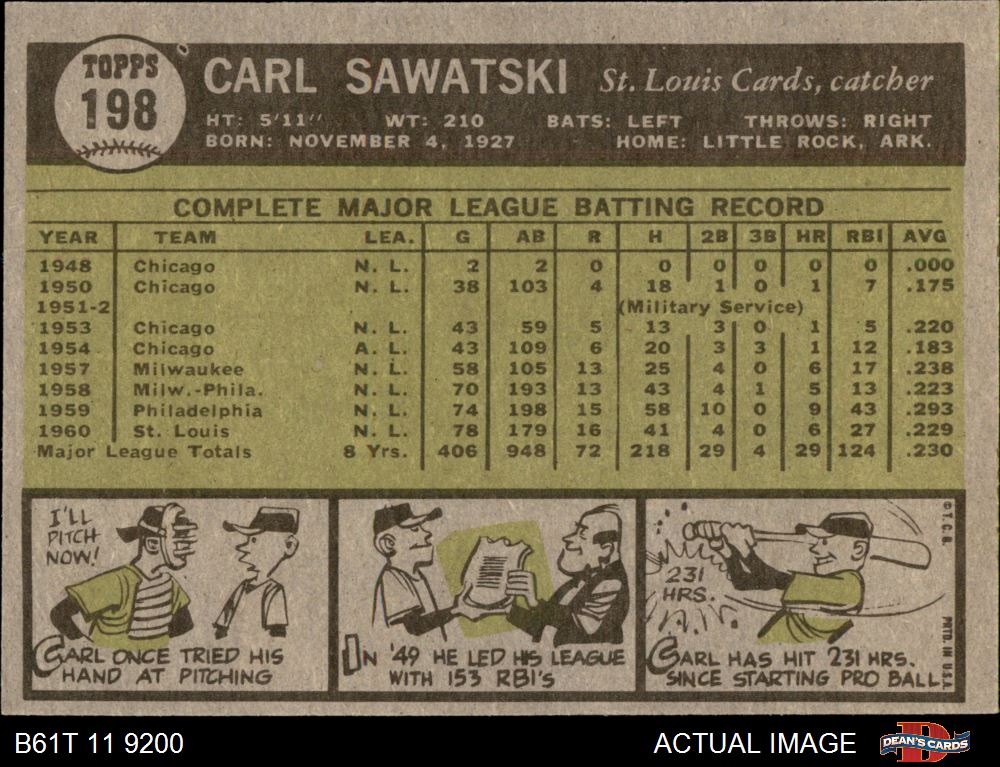 TOPPS
198
CARL SAWATSKI St. Louis Cards, catcher
HT: 5'11" WT: 210 BATS: LEFT THROWS: RIGHT
BORN: NOVEMBER 4, 1927 HOME: LITTLE ROCK, ARK.
COMPLETE MAJOR LEAGUE BATTING RECORD
YEAR TEAM LEA. G AB R H 2B 3B HR RBI AVG
1948 Chicago N. L. 2 2 0 0 0 0 0 0 .000
1950 Chicago N. L. 38 103 4 18 1 0 1 7 .175
1951-2 (Military Service)
1953 Chicago N. L. 43 59 5 13 3 0 1 5 .220
1954 Chicago A. L. 43 109 6 20 3 3 1 12 .183
1957 Milwaukee N. L. 58 105 13 25 4 0 6 17 .238
1958 Milw.-Phila. N. L. 70 193 13 43 4 1 5 13 .223
1959 Philadelphia N. L. 74 198 15 58 10 0 9 43 .293
1960 St. Louis N. L. 78 179 16 41 4 0 6 27 .229
Major League Totals 8 Yrs. 406 948 72 218 29 4 29 124 .230
I'LL
PITCH
NOW!
CARL ONCE TRIED HIS
HAND AT PITCHING
IN '49 HE LED HIS LEAGUE
WITH 153 RBI'S
231
HRS.
CARL HAS HIT 231 HRS.
SINCE STARTING PRO BALL.
© T. C. G.
PRTD. IN U.S.A.
B61T 11 9200 ACTUAL IMAGE DEAN'S CARDS